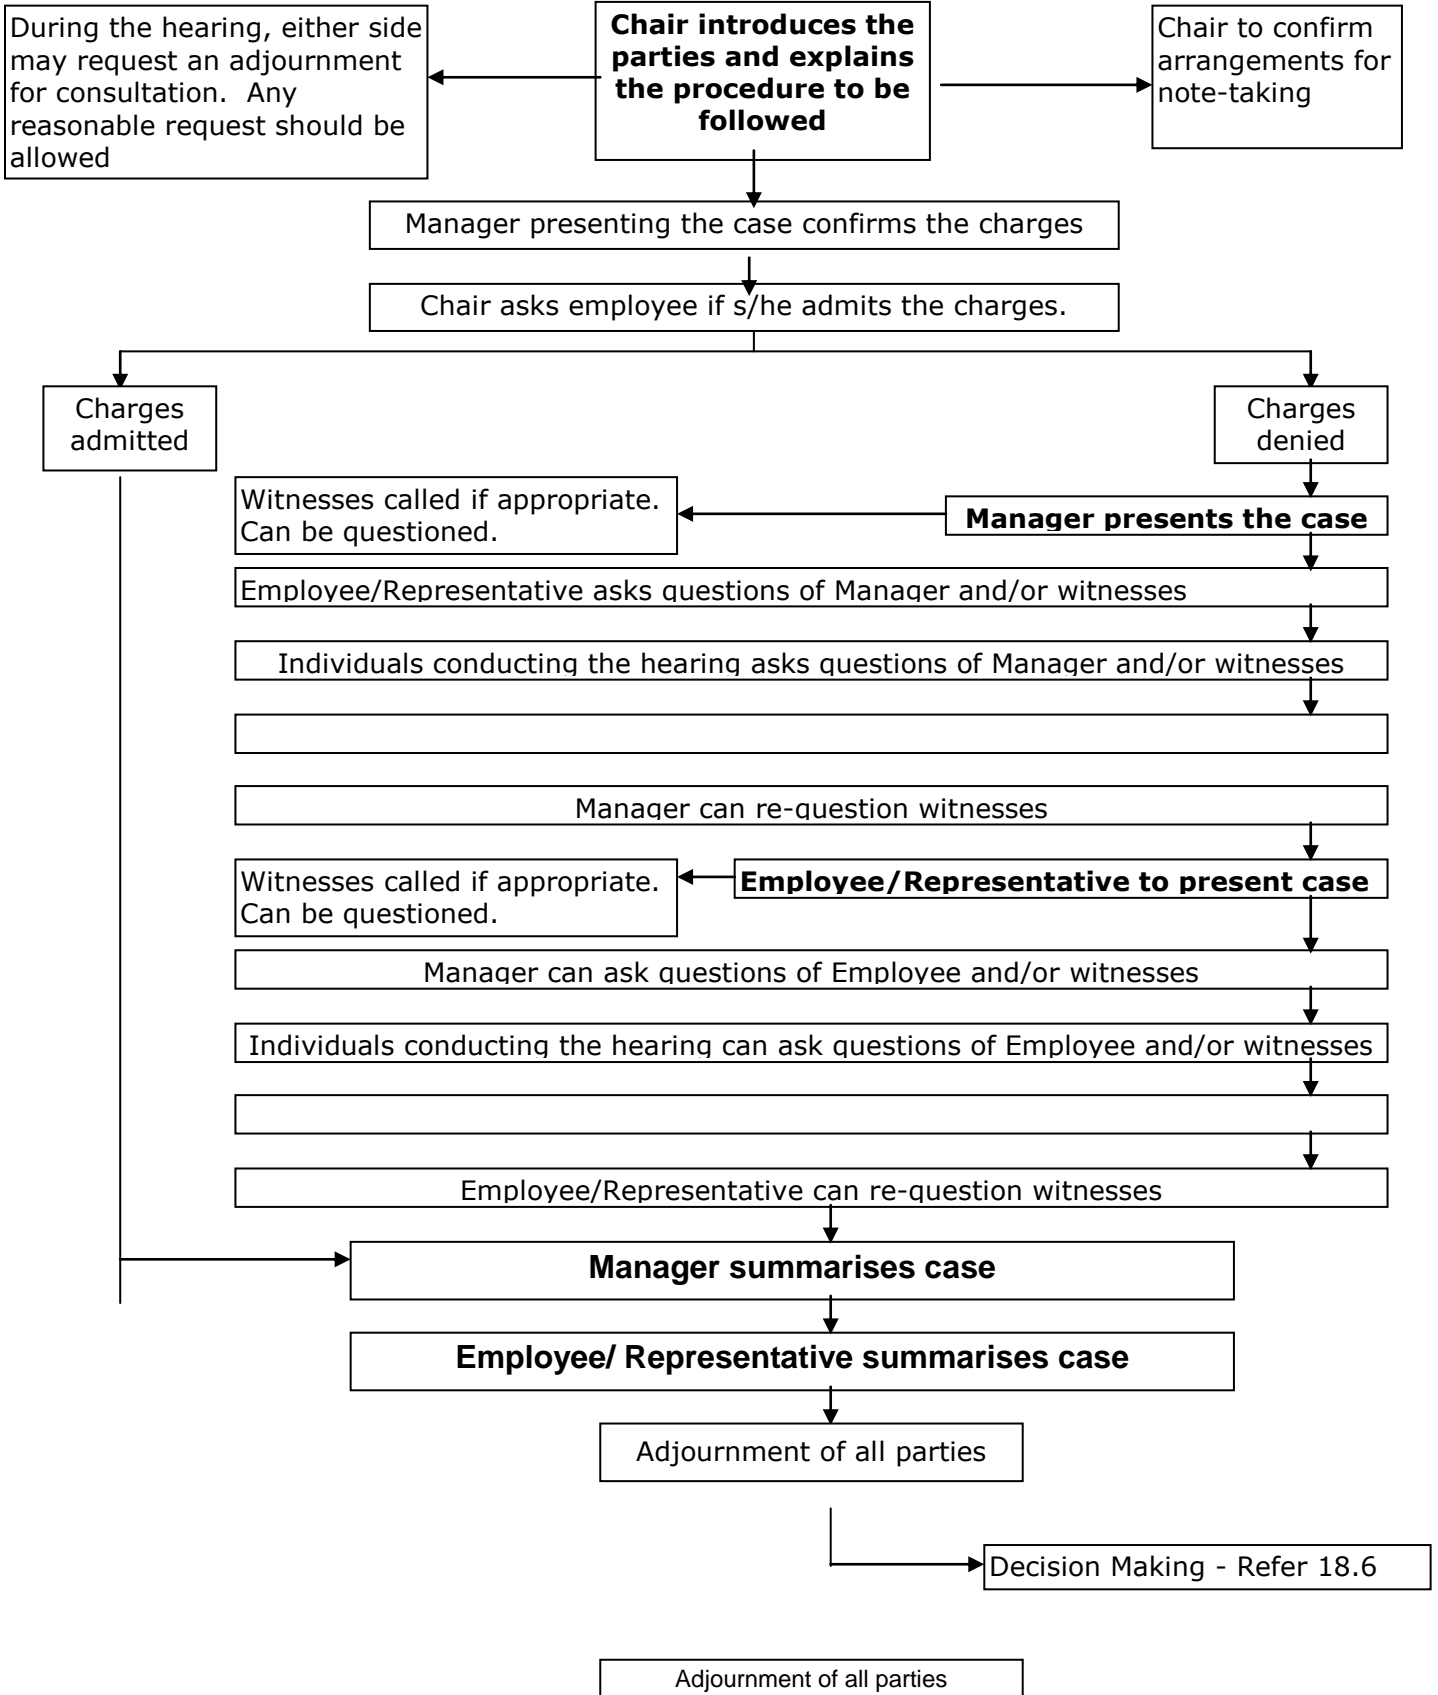 During the hearing, either side
may request an adjournment
for consultation.  Any
reasonable request should be
allowed
Chair introduces the
parties and explains
the procedure to be
followed
Chair to confirm
arrangements for
note-taking
Manager presenting the case confirms the charges
Chair asks employee if s/he admits the charges.
Charges
admitted
Charges
denied
Witnesses called if appropriate.
Can be questioned.
Manager presents the case
Employee/Representative asks questions of Manager and/or witnesses
Individuals conducting the hearing asks questions of Manager and/or witnesses
Manager can re-question witnesses
Witnesses called if appropriate.
Can be questioned.
Employee/Representative to present case
Manager can ask questions of Employee and/or witnesses
Individuals conducting the hearing can ask questions of Employee and/or witnesses
Employee/Representative can re-question witnesses
Manager summarises case
Employee/ Representative summarises case
Adjournment of all parties
Decision Making - Refer 18.6
Adjournment of all parties